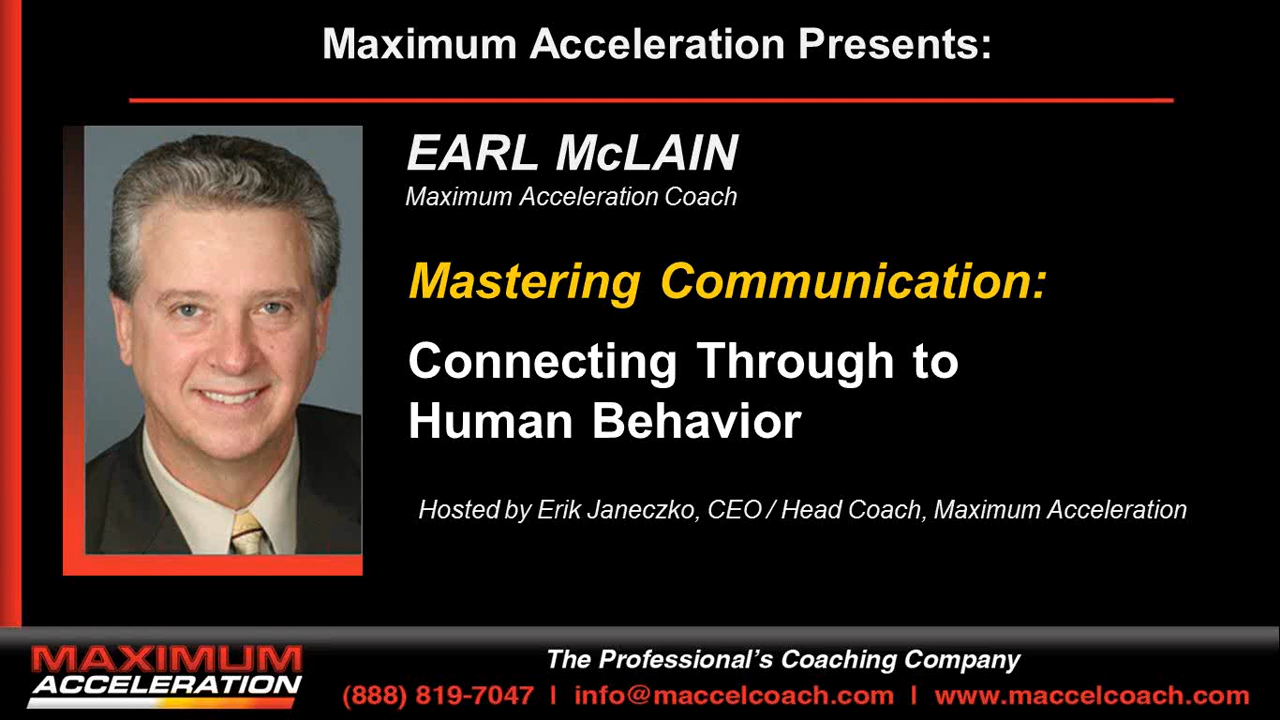 Maximum Acceleration Presents:
EARL McLAIN
Maximum Acceleration Coach
Mastering Communication:
Connecting Through to
Human Behavior
Hosted by Erik Janeczko, CEO / Head Coach, Maximum Acceleration
MAXIMUM
ACCELERATION
The Professional's Coaching Company
(888) 819-7047 | info@maccelcoach.com | www.maccelcoach.com